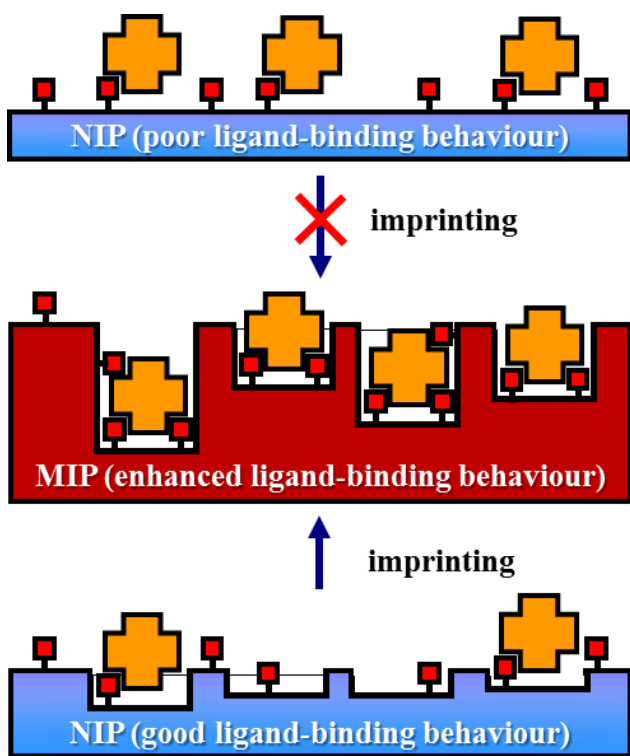 NIP (poor ligand-binding behaviour)
imprinting
MIP (enhanced ligand-binding behaviour)
imprinting
NIP (good ligand-binding behaviour)